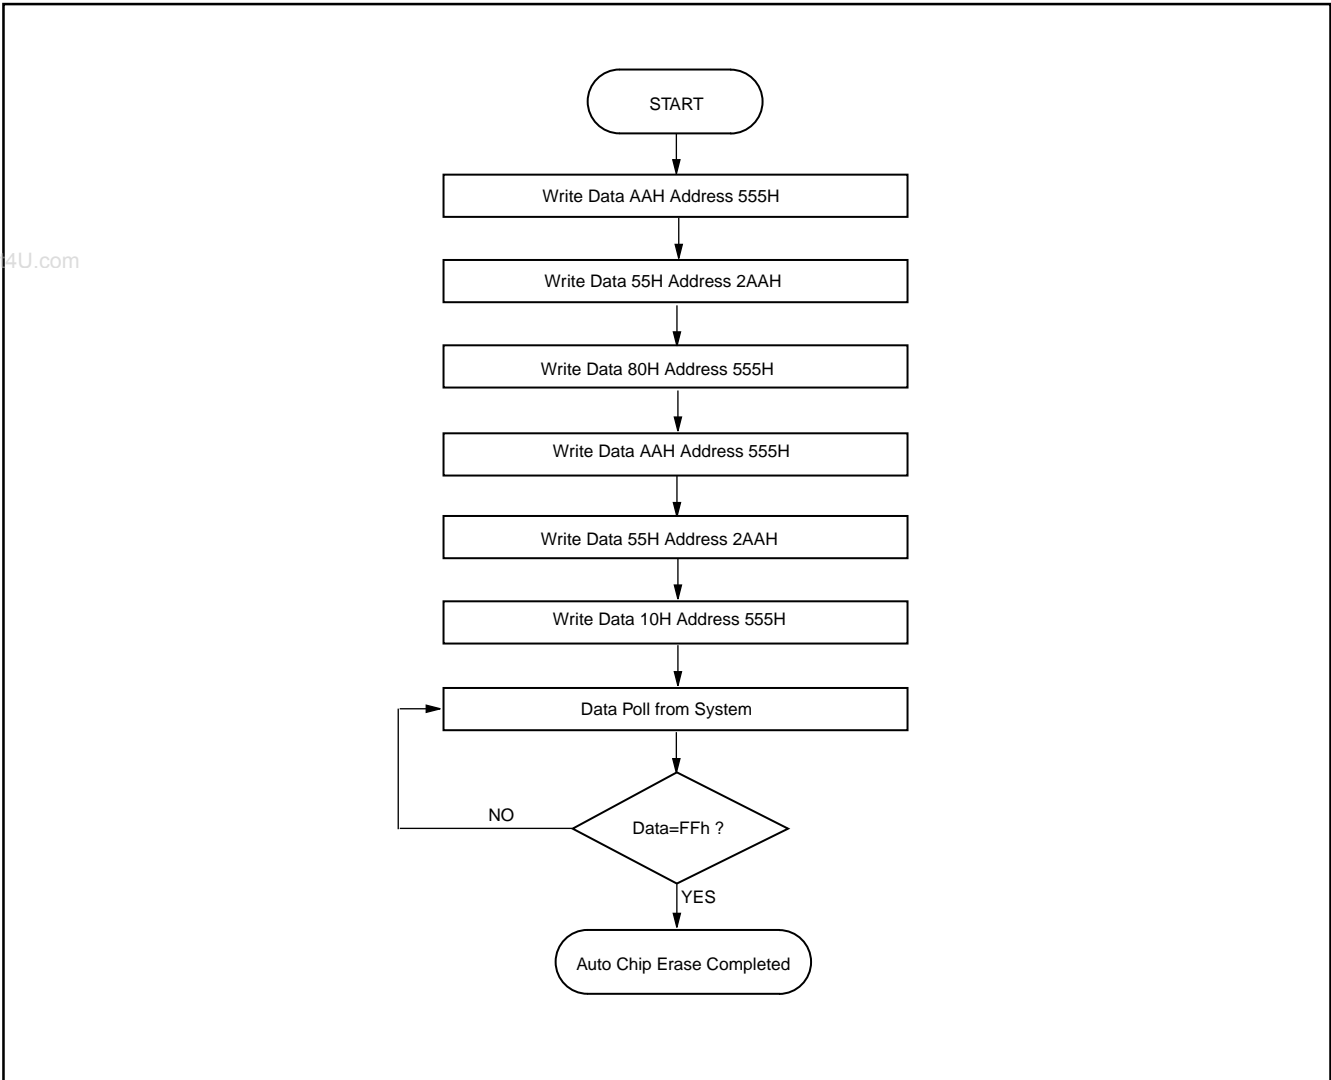 START
Write Data AAH Address 555H
4U.com
Write Data 55H Address 2AAH
Write Data 80H Address 555H
Write Data AAH Address 555H
Write Data 55H Address 2AAH
Write Data 10H Address 555H
Data Poll from System
NO
Data=FFh ?
YES
Auto Chip Erase Completed